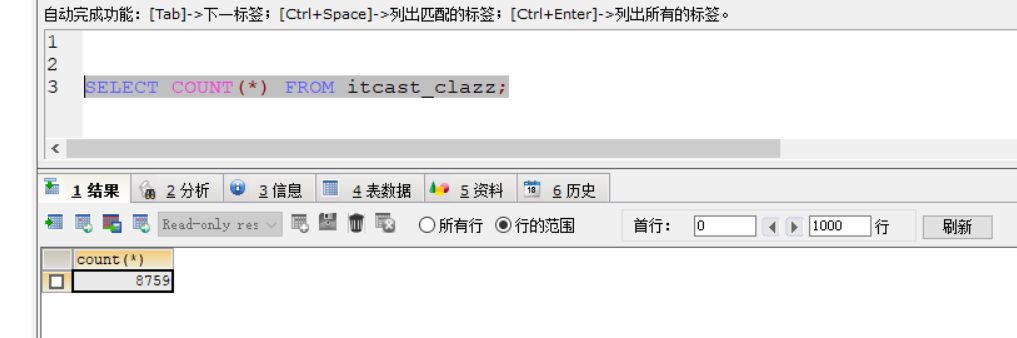 自动完成功能: [Tab]->下一标签; [Ctrl+Space]->列出匹配的标签; [Ctrl+Enter]->列出所有的标签。
1
2
3 SELECT COUNT(*) FROM itcast_clazz;
1 结果 2 分析 3 信息 4 表数据 5 资料 6 历史
Read-only res 所有行 行的范围 首行: 0 1000 行 刷新
count(*)
8759